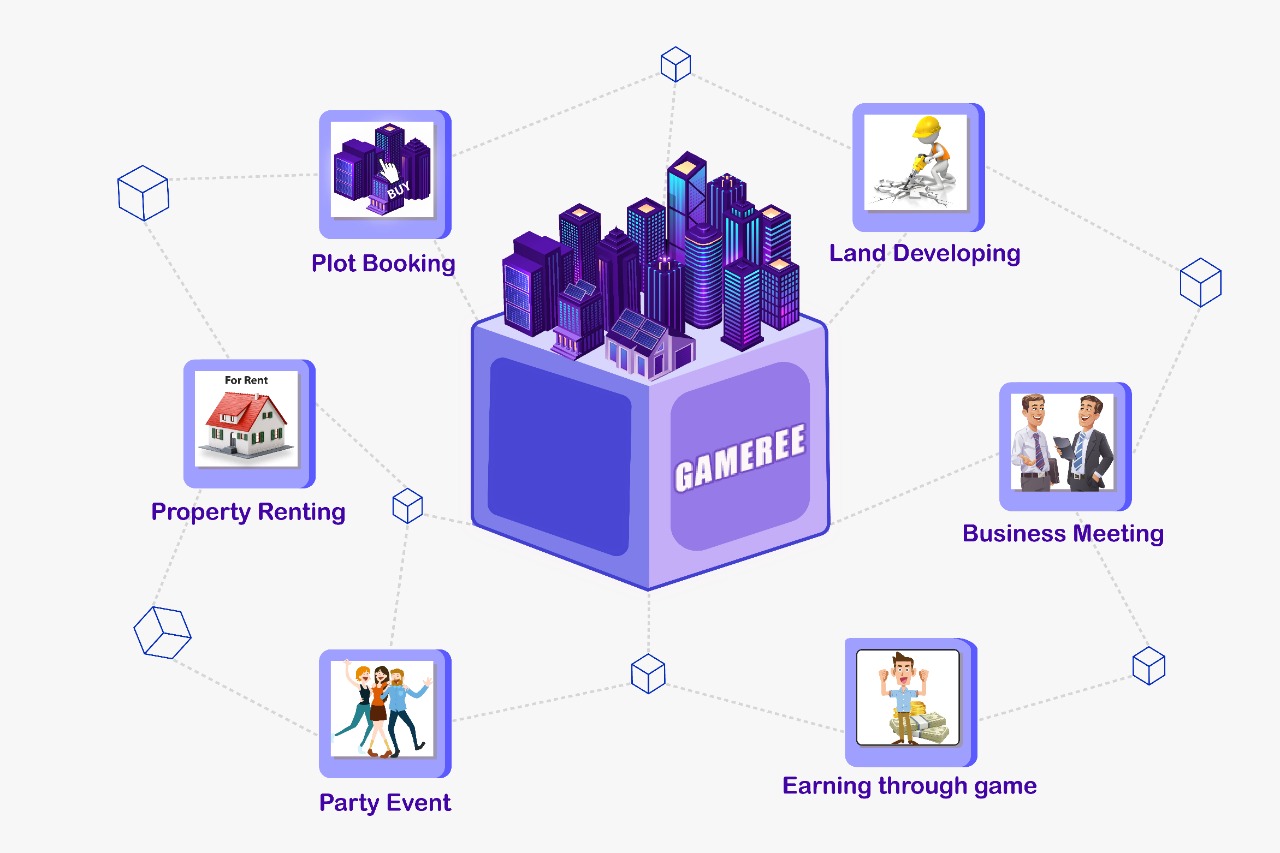 BUY
Plot Booking
Land Developing
For Rent
Property Renting
GAMEREE
Business Meeting
Party Event
Earning through game